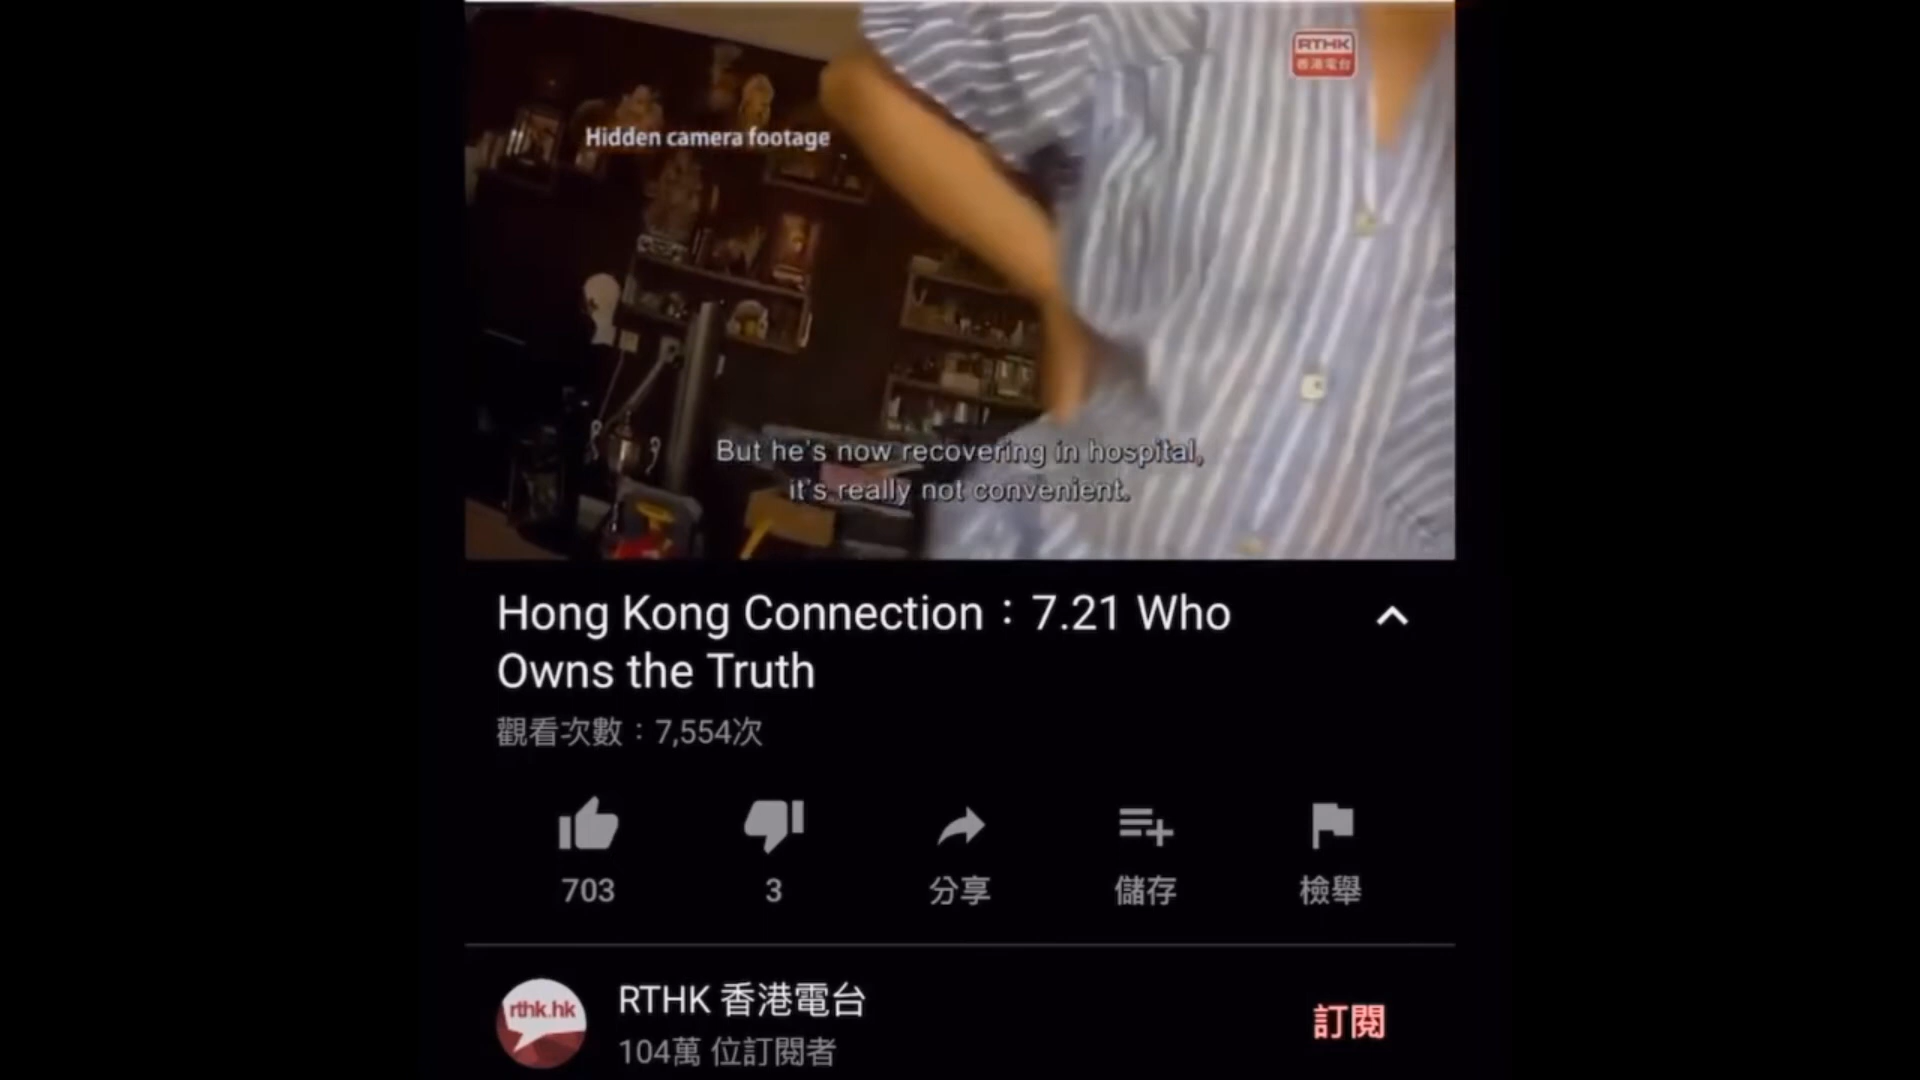 RTHK
香港電台
Hidden camera footage
But he's now recovering in hospital,
it's really not convenient.
Hong Kong Connection：7.21 Who
Owns the Truth
觀看次數：7,554次
703
3
分享
儲存
檢舉
rthk.hk
RTHK 香港電台
104萬 位訂閱者
訂閱